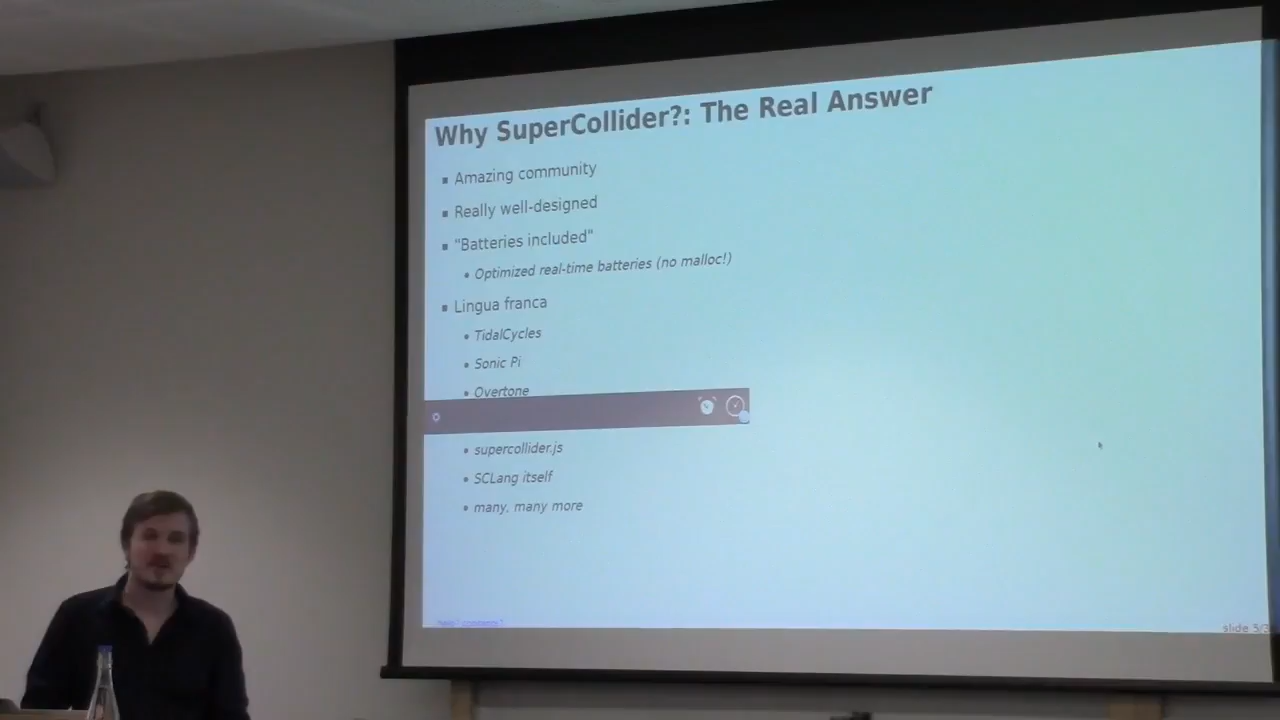 Why SuperCollider?: The Real Answer
Amazing community
Really well-designed
"Batteries included"
Optimized real-time batteries (no malloc!)
Lingua franca
TidalCycles
Sonic Pi
Overtone
supercollider.js
SCLang itself
many, many more
slide